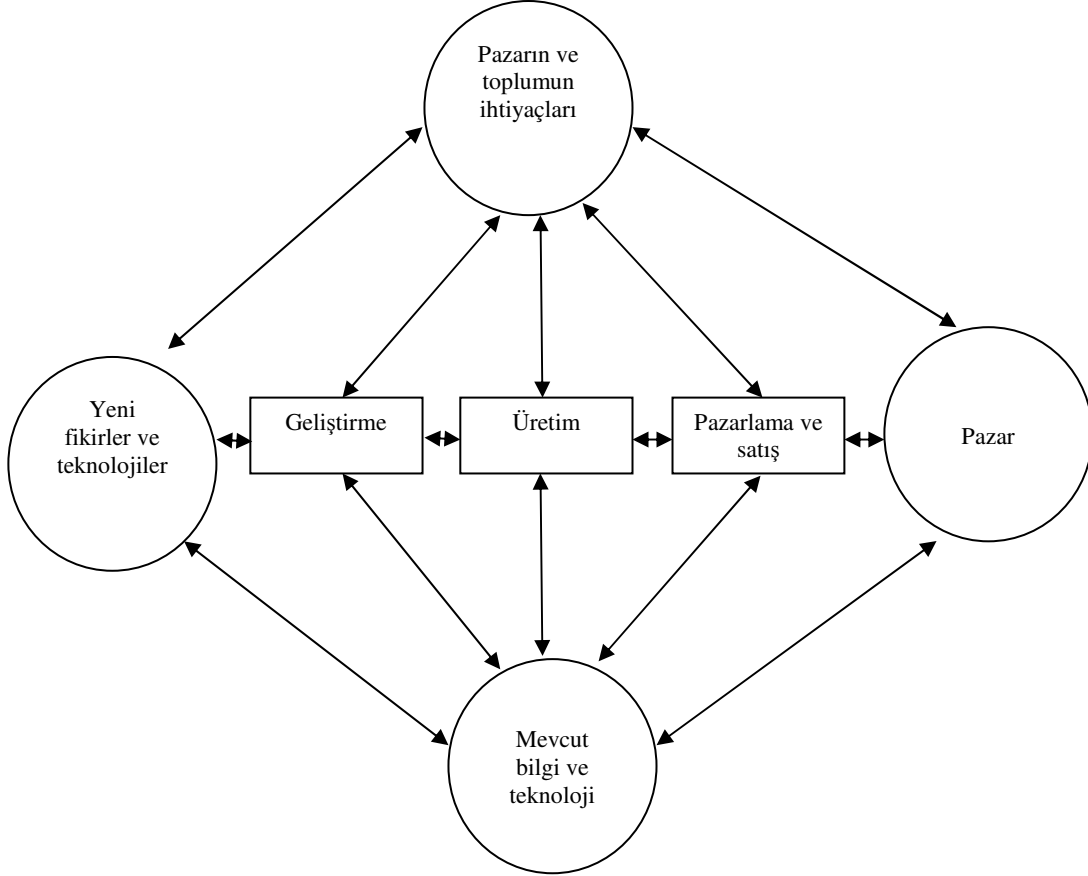 Pazarın ve
toplumun
ihtiyaçları
Yeni
fikirler ve
teknolojiler
Geliştirme
Üretim
Pazarlama ve
satış
Pazar
Mevcut
bilgi ve
teknoloji